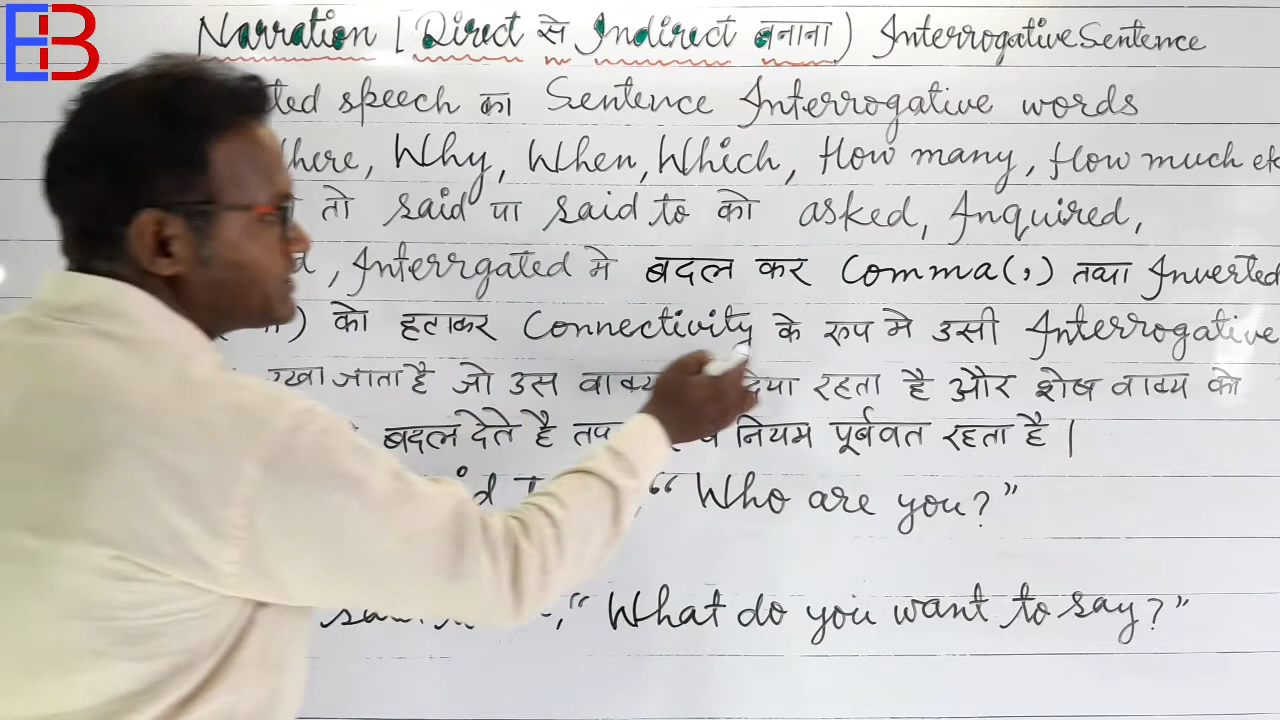 EB
Narration [Direct से Indirect बनाना) Interrogative Sentence
ted speech का Sentence Interrogative words
here, Why, When, Which, How many, How much etc
तो said या said to को asked, Inquired,
d, Interrgated मे बदल कर Comma(,) तथा Inverted
को हटाकर Connectivity के रूप मे उसी Interrogative
रखा जाता है जो उस दिया रहता है और शेष वाक्य को
बदल देते है नियम पूर्बवत रहता है |
"Who are you?"
"What do you want to say?"